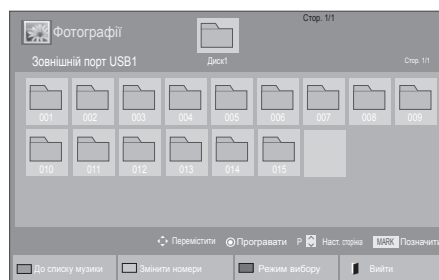 Стор. 1/1
Фотографії
Зовнішній порт USB1
Диск1
Стор. 1/1
001 002 003 004 005 006 007 008 009
010 011 012 013 014 015
Перемістити Програвати P Наст. сторінка MARK Позначити
До списку музики Змінити номери Режим вибору Вийти